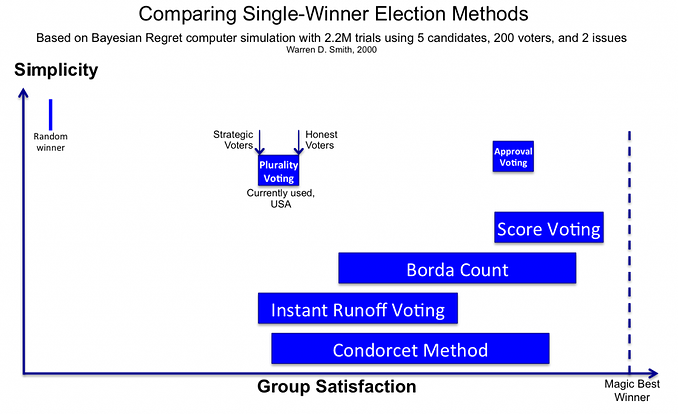 Comparing Single-Winner Election Methods
Based on Bayesian Regret computer simulation with 2.2M trials using 5 candidates, 200 voters, and 2 issues
Warren D. Smith, 2000
Simplicity
Random
winner
Strategic
Voters
Honest
Voters
Plurality
Voting
Currently used,
USA
Approval
Voting
Score Voting
Borda Count
Instant Runoff Voting
Condorcet Method
Group Satisfaction
Magic Best
Winner